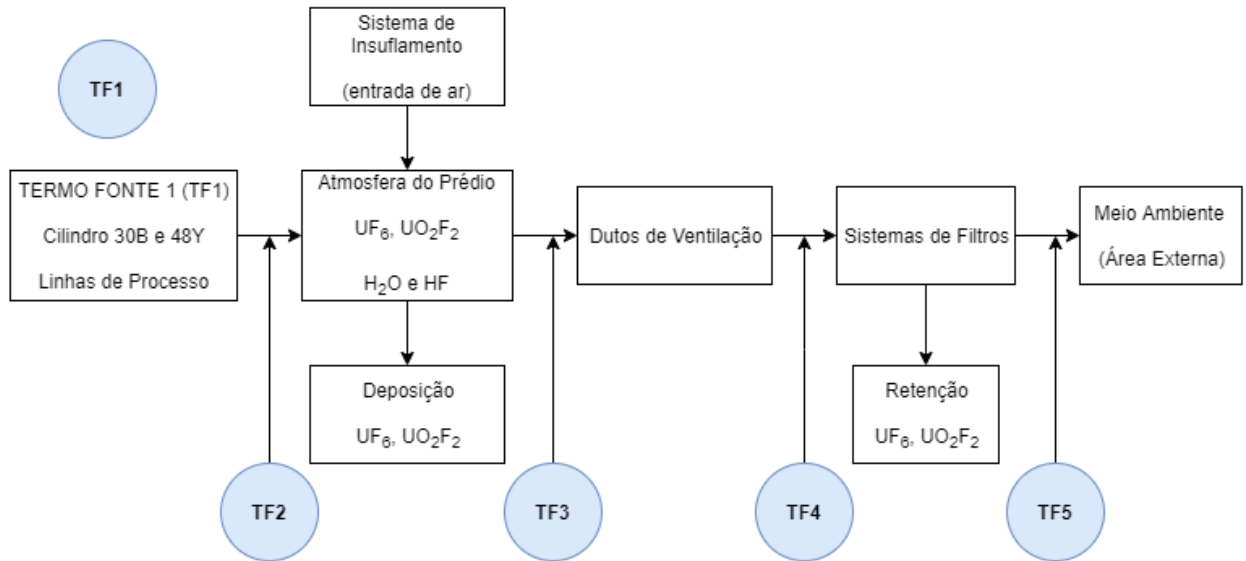 Sistema de
Insuflamento
(entrada de ar)
TF1
TERMO FONTE 1 (TF1)
Cilindro 30B e 48Y
Linhas de Processo
Atmosfera do Prédio
UF₆, UO₂F₂
H₂O e HF
Dutos de Ventilação
Sistemas de Filtros
Meio Ambiente
(Área Externa)
Deposição
UF₆, UO₂F₂
Retenção
UF₆, UO₂F₂
TF2
TF3
TF4
TF5